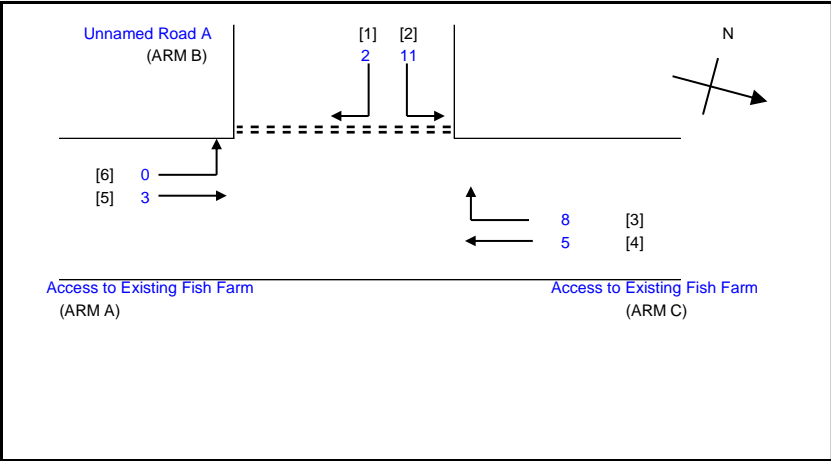 Unnamed Road A [1] [2] N
(ARM B) 2 11
[6] 0
[5] 3
8 [3]
5 [4]
Access to Existing Fish Farm Access to Existing Fish Farm
(ARM A) (ARM C)